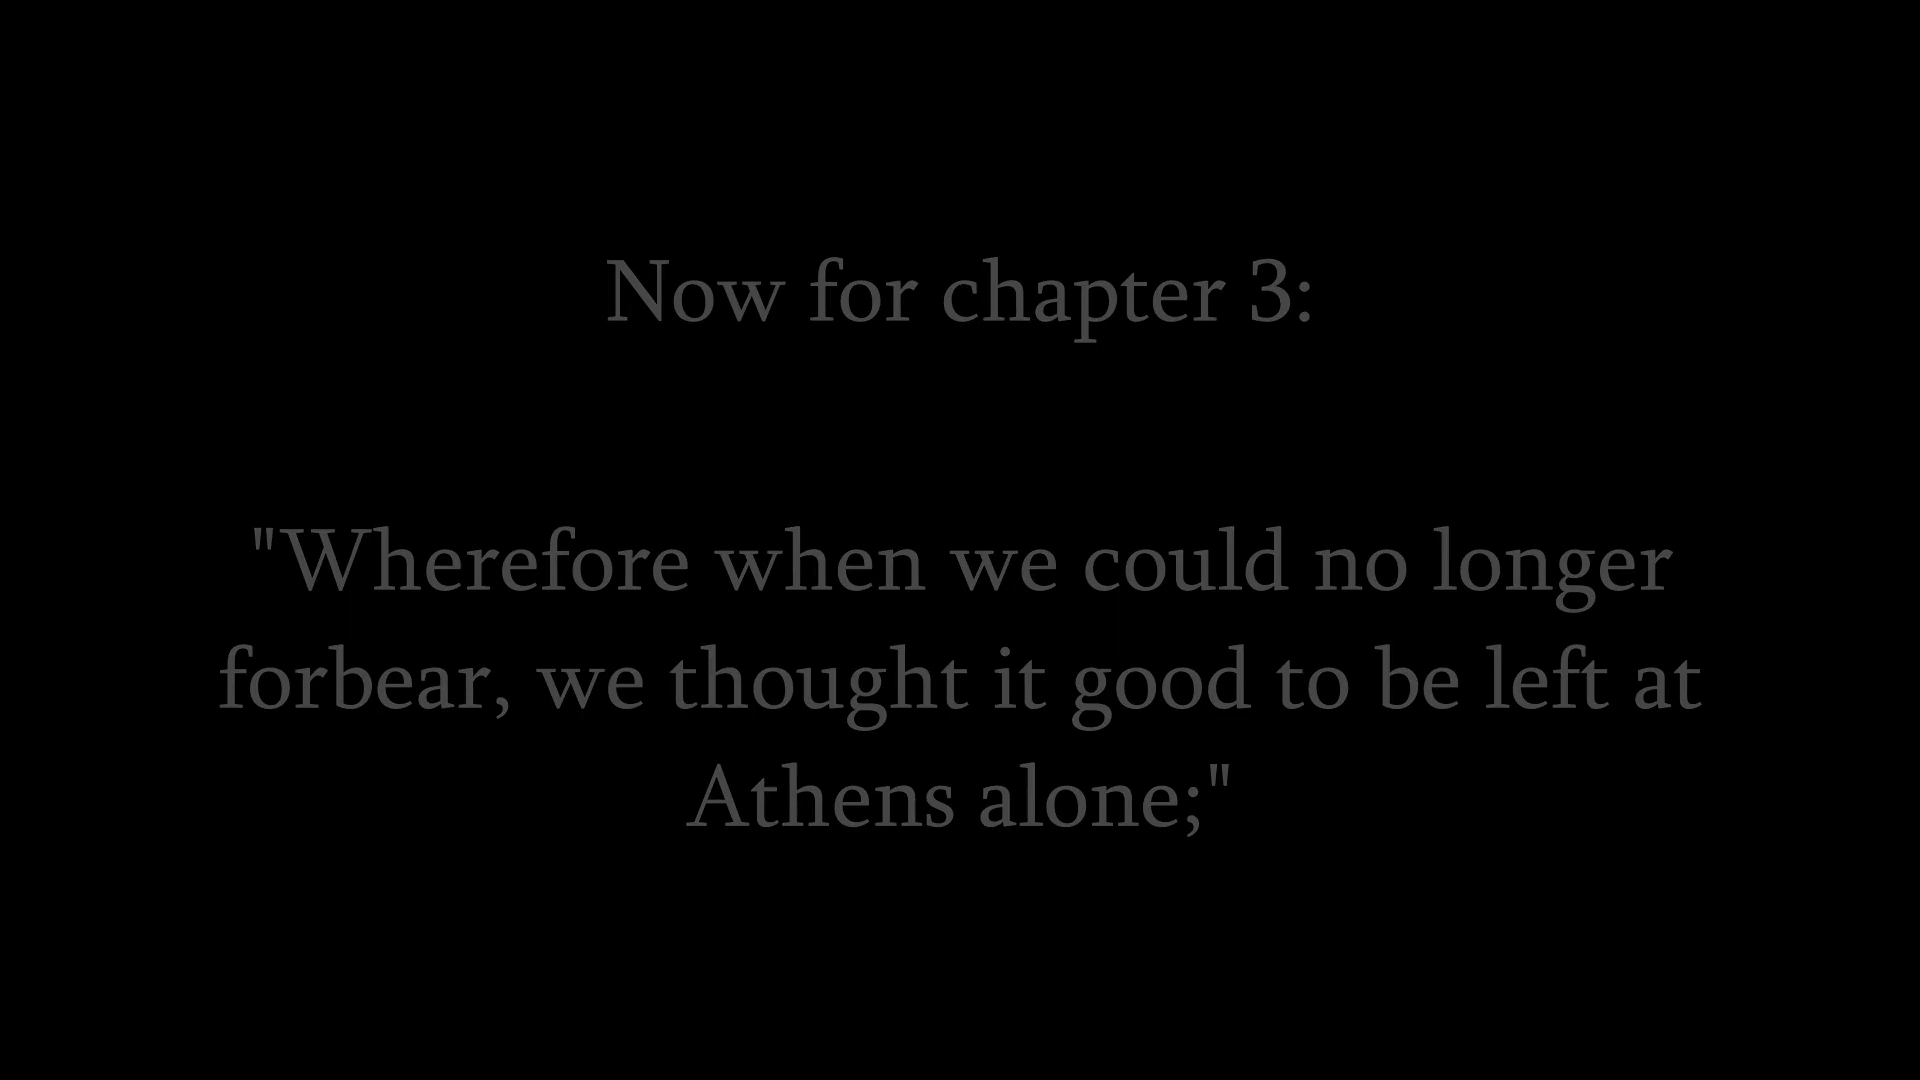 Now for chapter 3:
"Wherefore when we could no longer
forbear, we thought it good to be left at
Athens alone;"